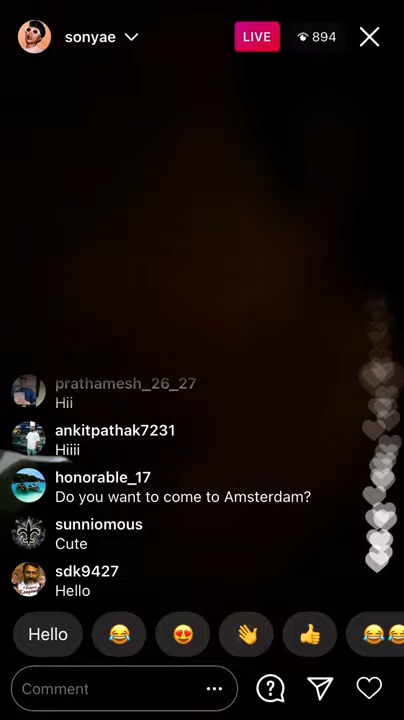 sonyae
LIVE
894
prathamesh_26_27
Hii
ankitpathak7231
Hiiii
honorable_17
Do you want to come to Amsterdam?
sunniomous
Cute
sdk9427
Hello
Hello
Comment